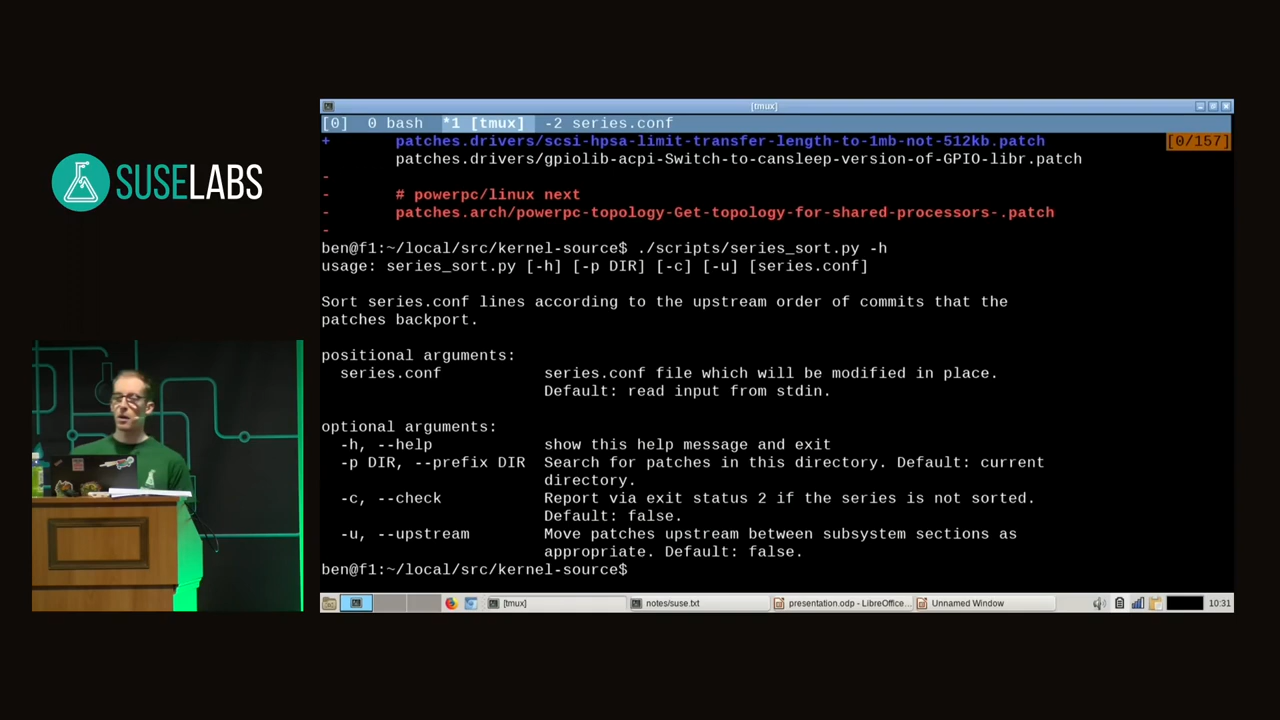 SUSELABS
[tmux]
[0] 0 bash *1 [tmux] -2 series.conf
+ patches.drivers/scsi-hpsa-limit-transfer-length-to-1mb-not-512kb.patch [0/157]
patches.drivers/gpiolib-acpi-Switch-to-cansleep-version-of-GPIO-libr.patch
-
- # powerpc/linux next
- patches.arch/powerpc-topology-Get-topology-for-shared-processors-.patch
-
ben@f1:~/local/src/kernel-source$ ./scripts/series_sort.py -h
usage: series_sort.py [-h] [-p DIR] [-c] [-u] [series.conf]
Sort series.conf lines according to the upstream order of commits that the
patches backport.
positional arguments:
series.conf series.conf file which will be modified in place.
Default: read input from stdin.
optional arguments:
-h, --help show this help message and exit
-p DIR, --prefix DIR Search for patches in this directory. Default: current
directory.
-c, --check Report via exit status 2 if the series is not sorted.
Default: false.
-u, --upstream Move patches upstream between subsystem sections as
appropriate. Default: false.
ben@f1:~/local/src/kernel-source$
[tmux] notes/suse.txt presentation.odp - LibreOffice... Unnamed Window 10:31